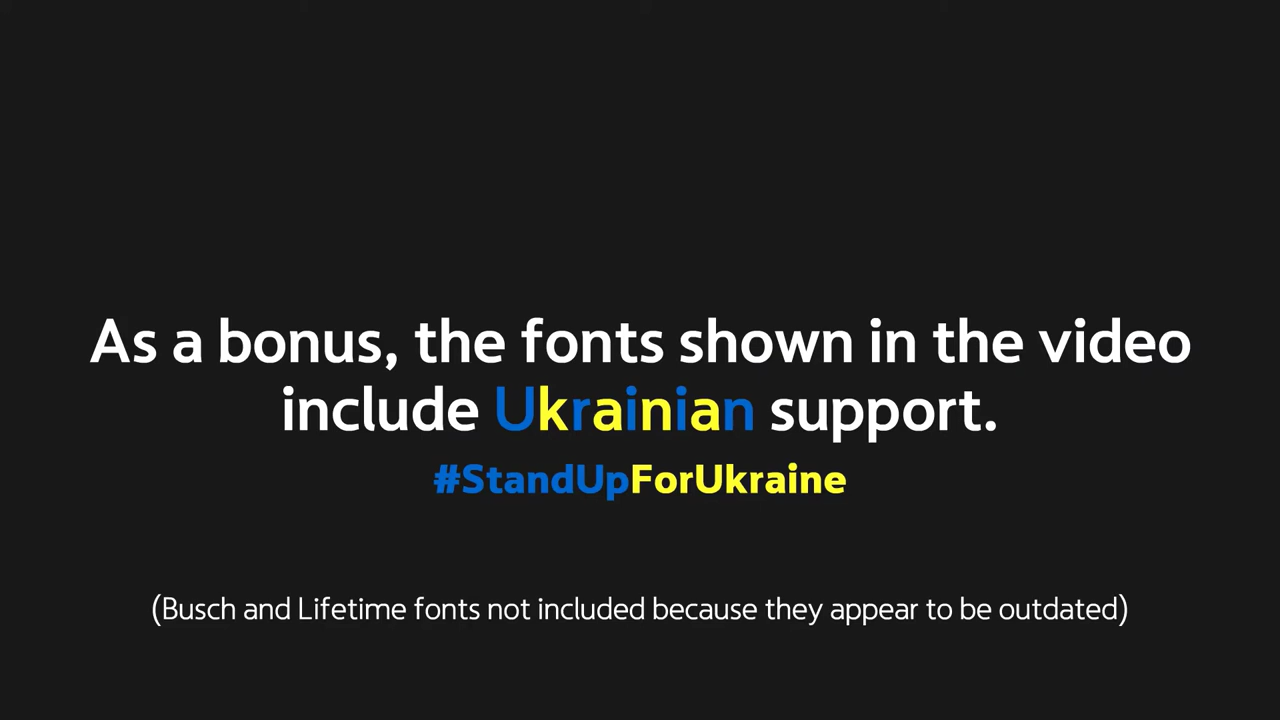 As a bonus, the fonts shown in the video
include Ukrainian support.
#StandUpForUkraine
(Busch and Lifetime fonts not included because they appear to be outdated)